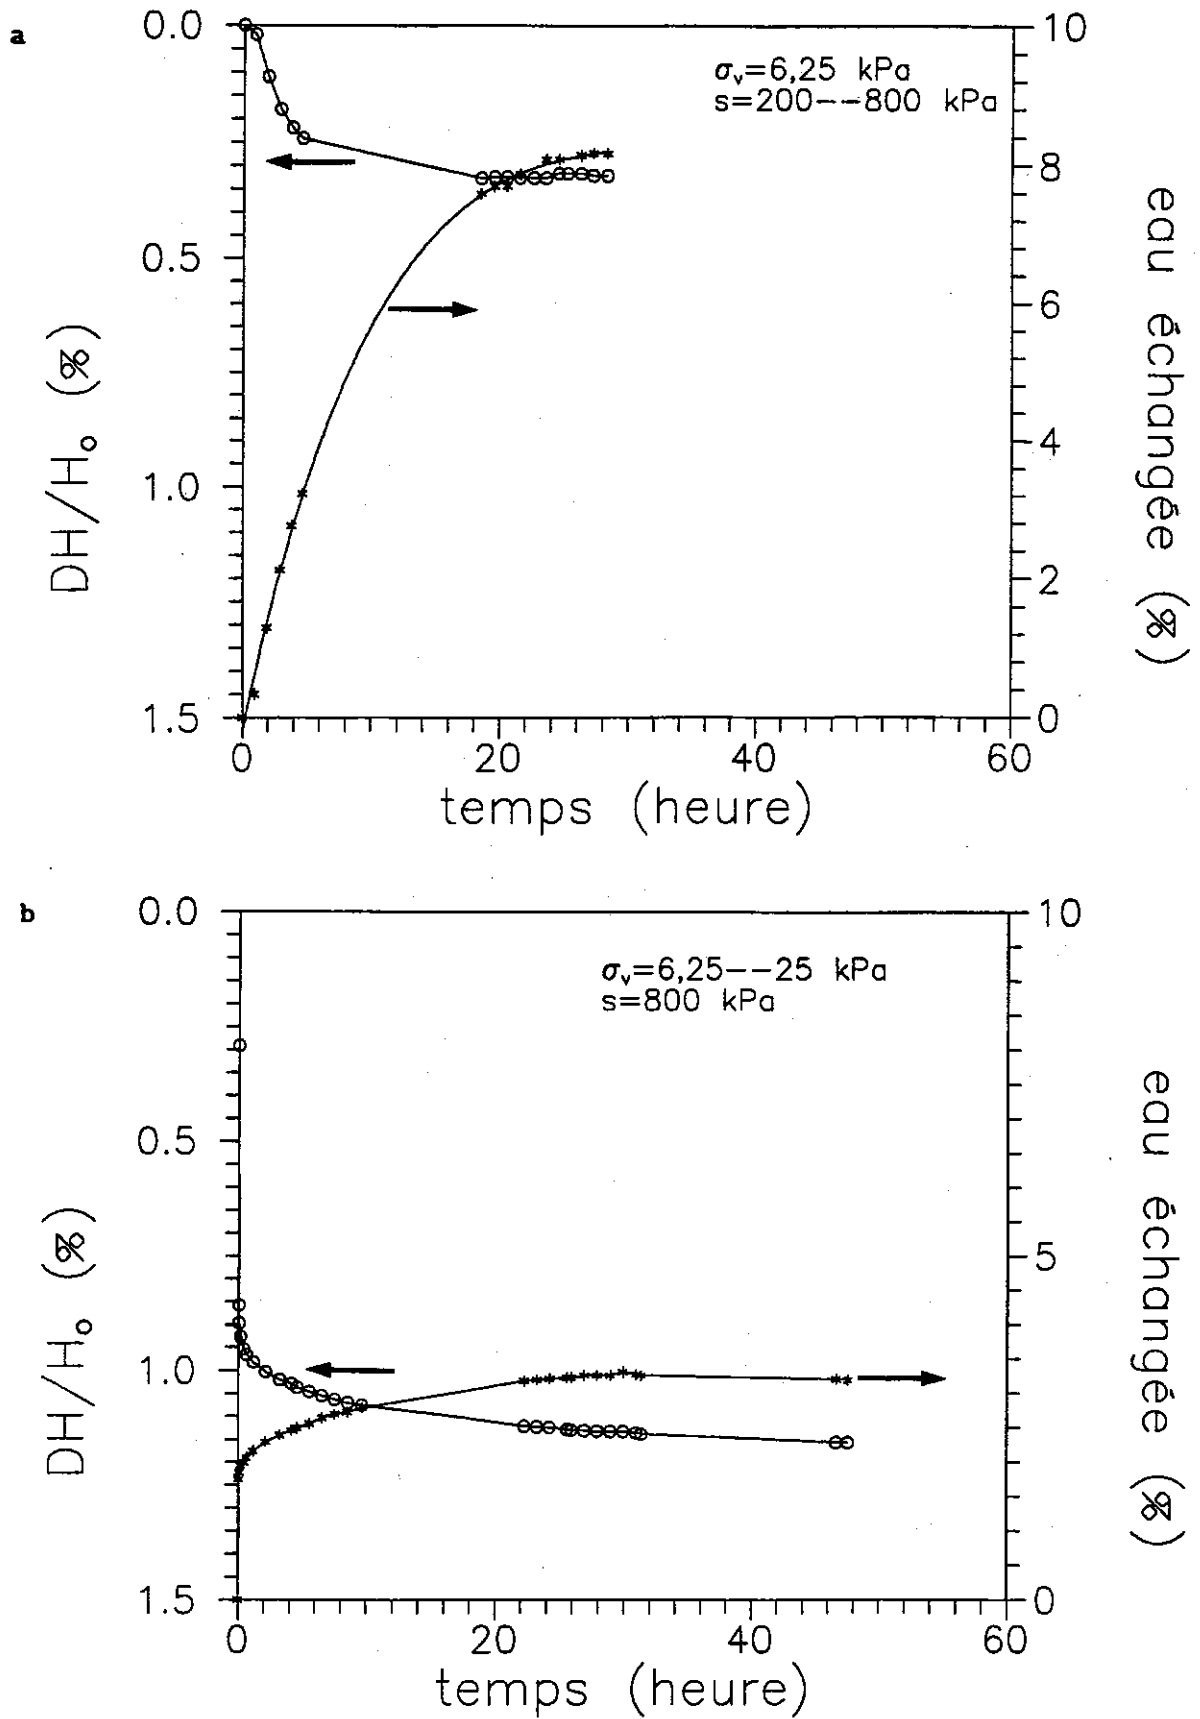 a
0.0
0.5
1.0
1.5
DH/Ho (%)
10
8
6
4
2
0
eau échangée (%)
σv=6,25 kPa
s=200--800 kPa
0 20 40 60
temps (heure)
b
0.0
0.5
1.0
1.5
DH/Ho (%)
10
5
0
eau échangée (%)
σv=6,25--25 kPa
s=800 kPa
0 20 40 60
temps (heure)